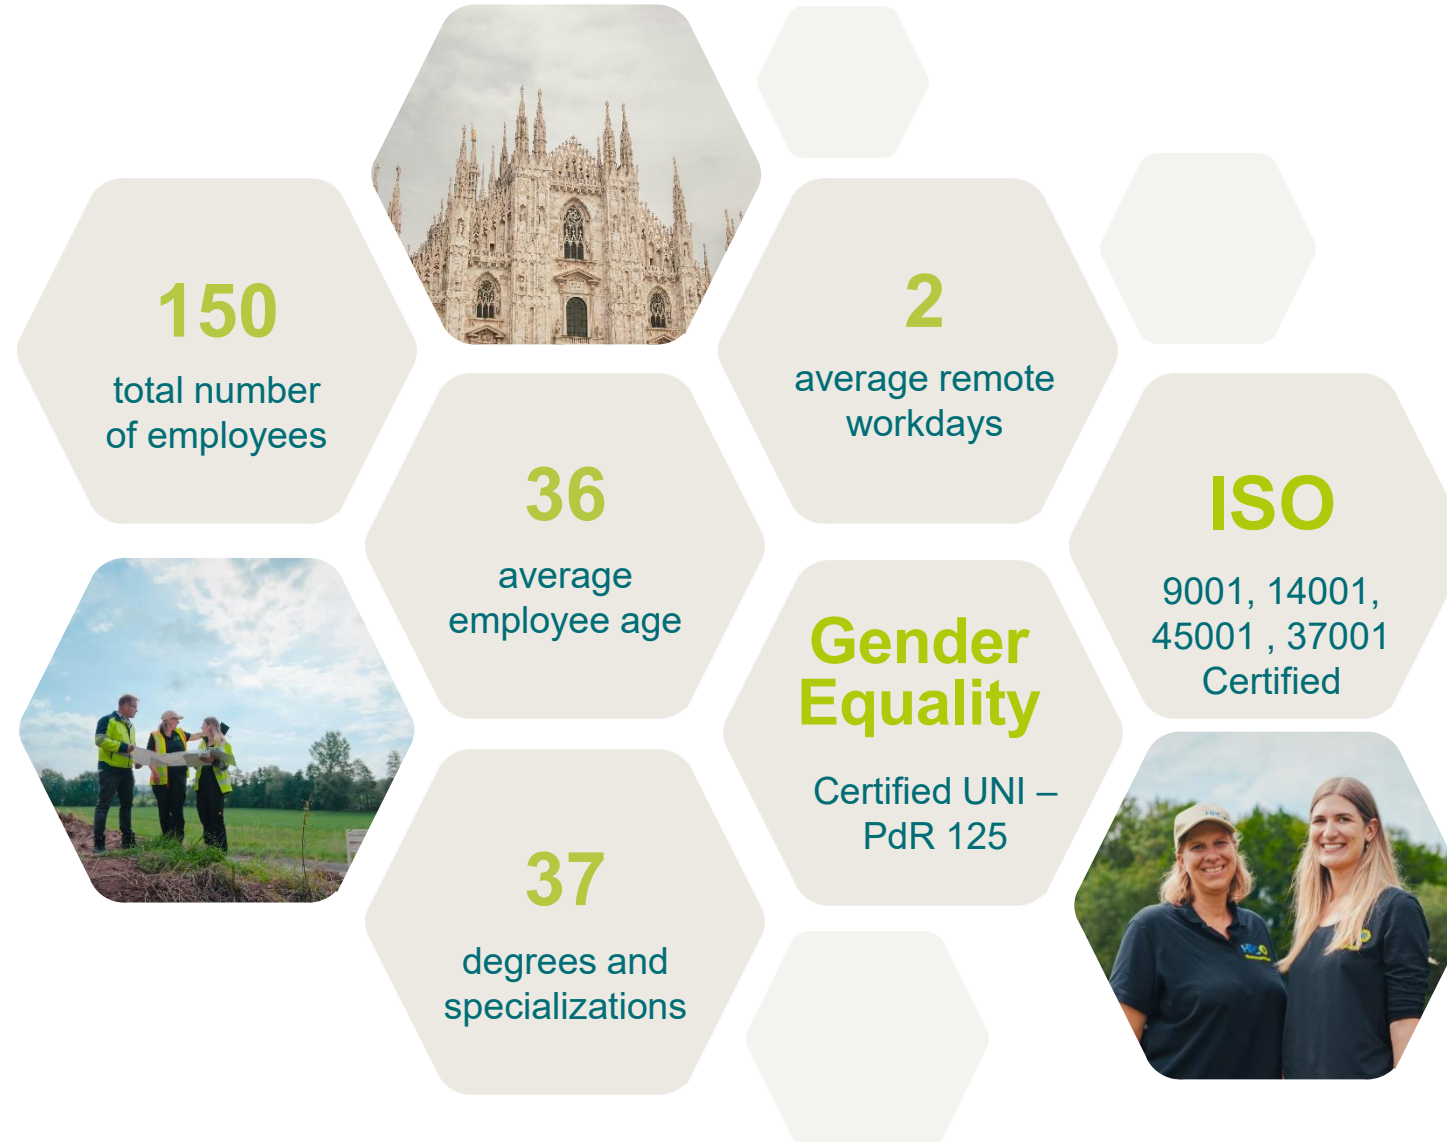 150
total number
of employees
2
average remote
workdays
36
average
employee age
ISO
9001, 14001,
45001 , 37001
Certified
Gender
Equality
Certified UNI –
PdR 125
37
degrees and
specializations